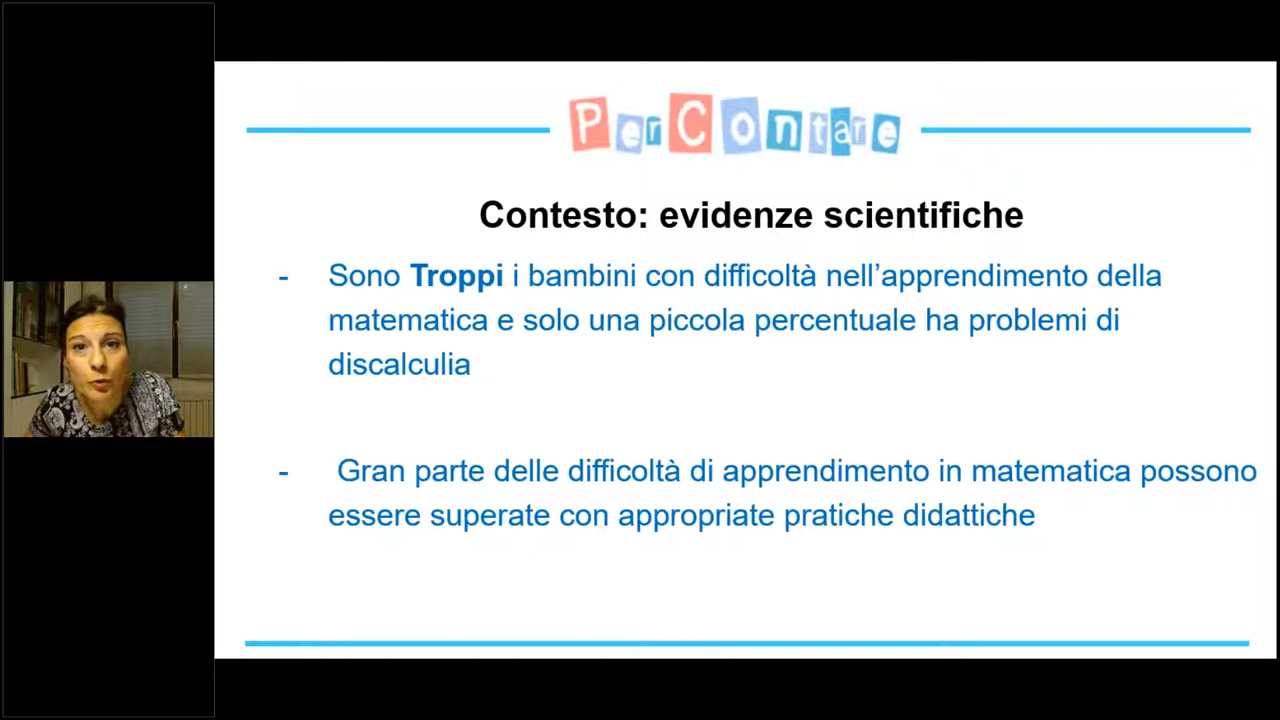 PerContare
Contesto: evidenze scientifiche
- Sono Troppi i bambini con difficoltà nell’apprendimento della
matematica e solo una piccola percentuale ha problemi di
discalculia
- Gran parte delle difficoltà di apprendimento in matematica possono
essere superate con appropriate pratiche didattiche